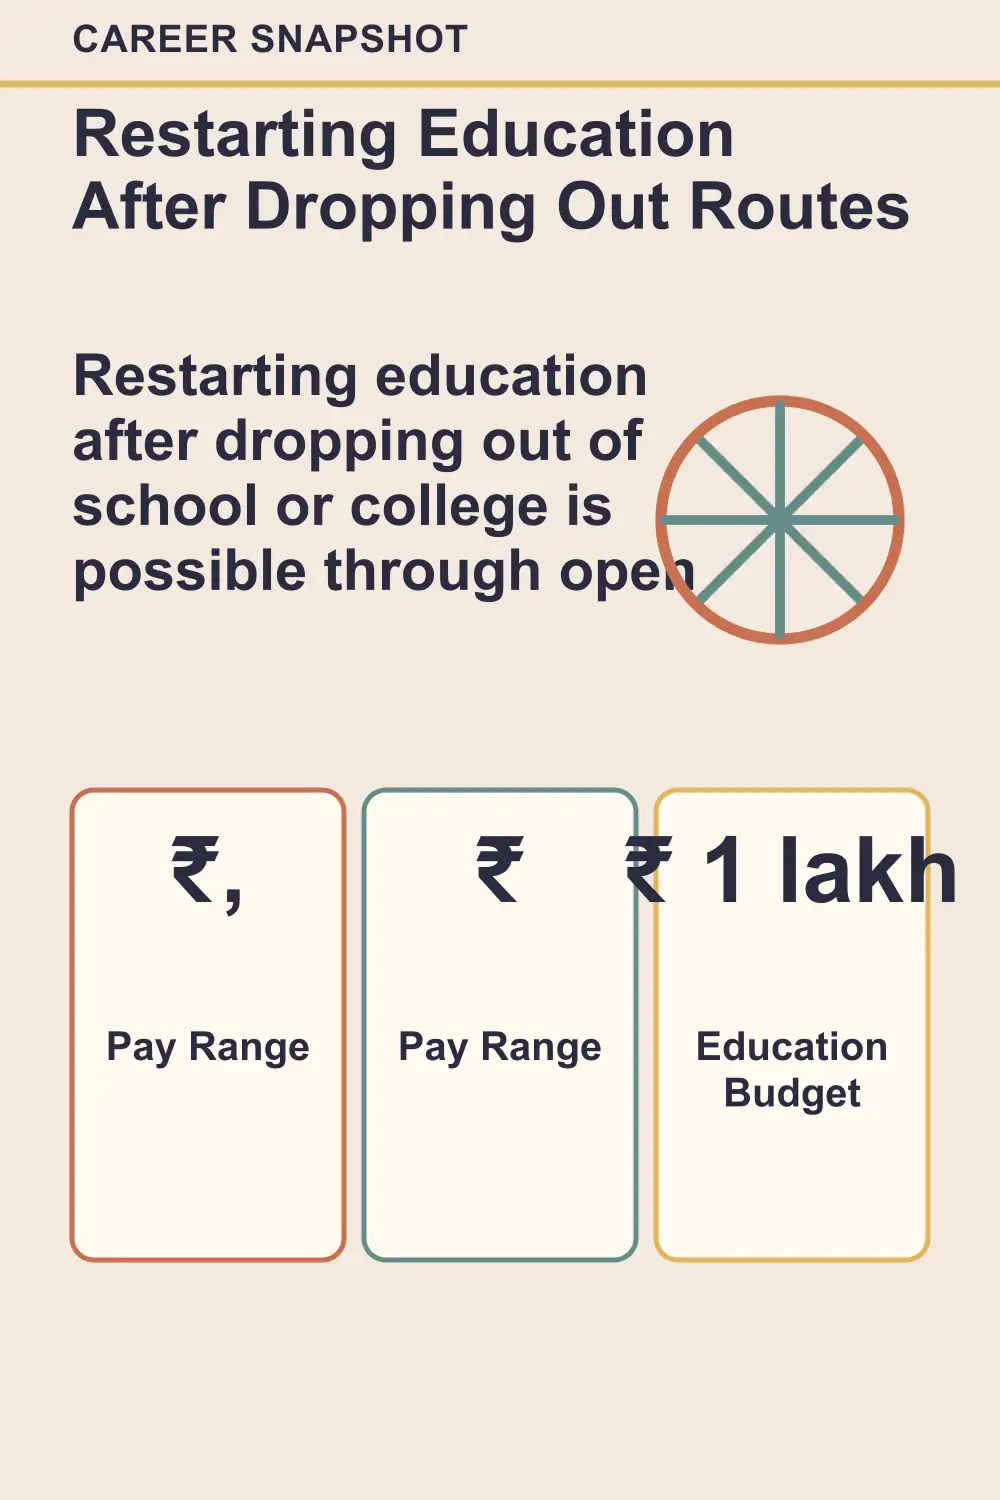 CAREER SNAPSHOT
Restarting Education
After Dropping Out Routes
Restarting education
after dropping out of
school or college is
possible through open
₹,
Pay Range
₹
Pay Range
₹ 1 lakh
Education
Budget